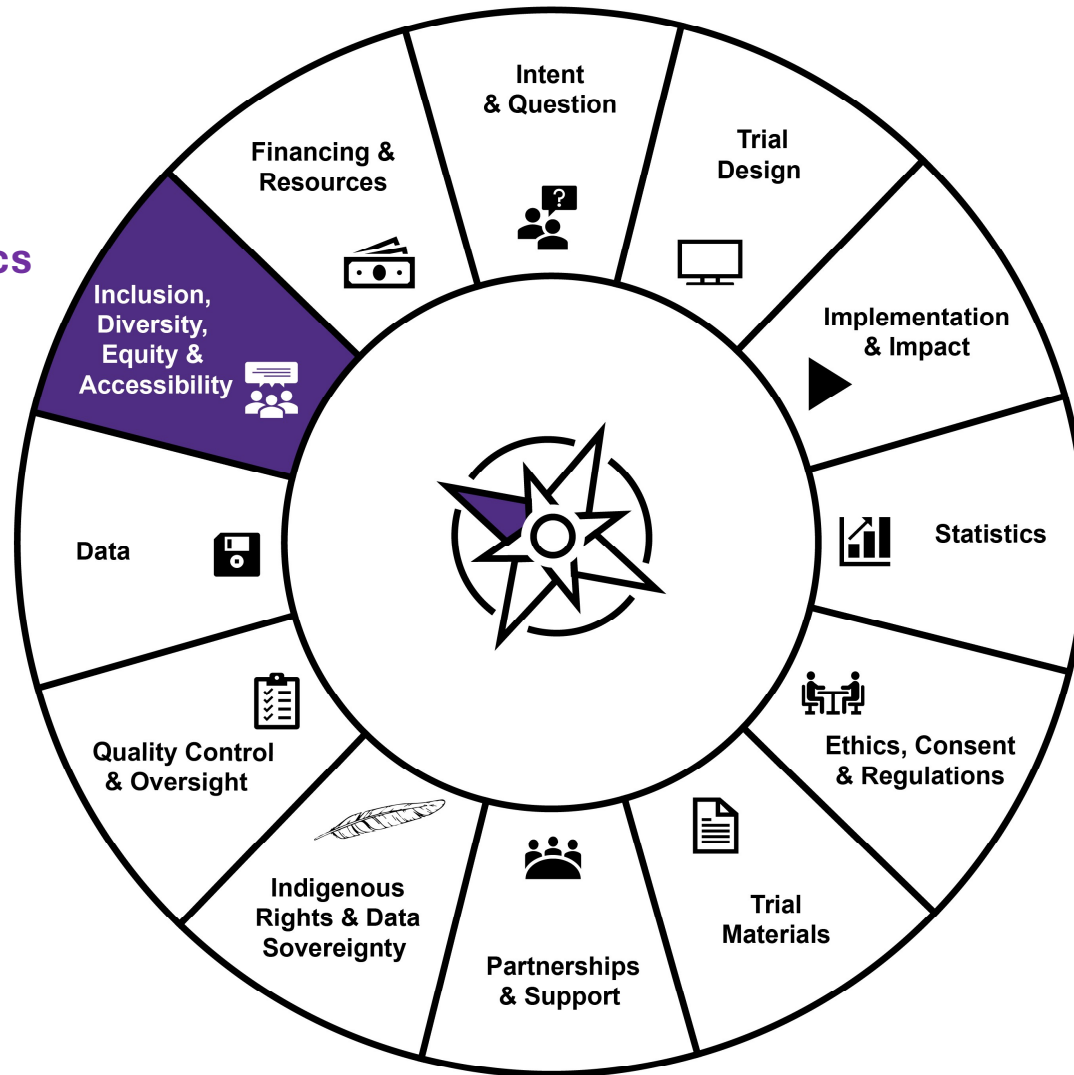 Intent
& Question
Trial
Design
Implementation
& Impact
Statistics
Ethics, Consent
& Regulations
Trial
Materials
Partnerships
& Support
Indigenous
Rights & Data
Sovereignty
Quality Control
& Oversight
Data
Inclusion,
Diversity,
Equity &
Accessibility
Financing &
Resources
cs
?